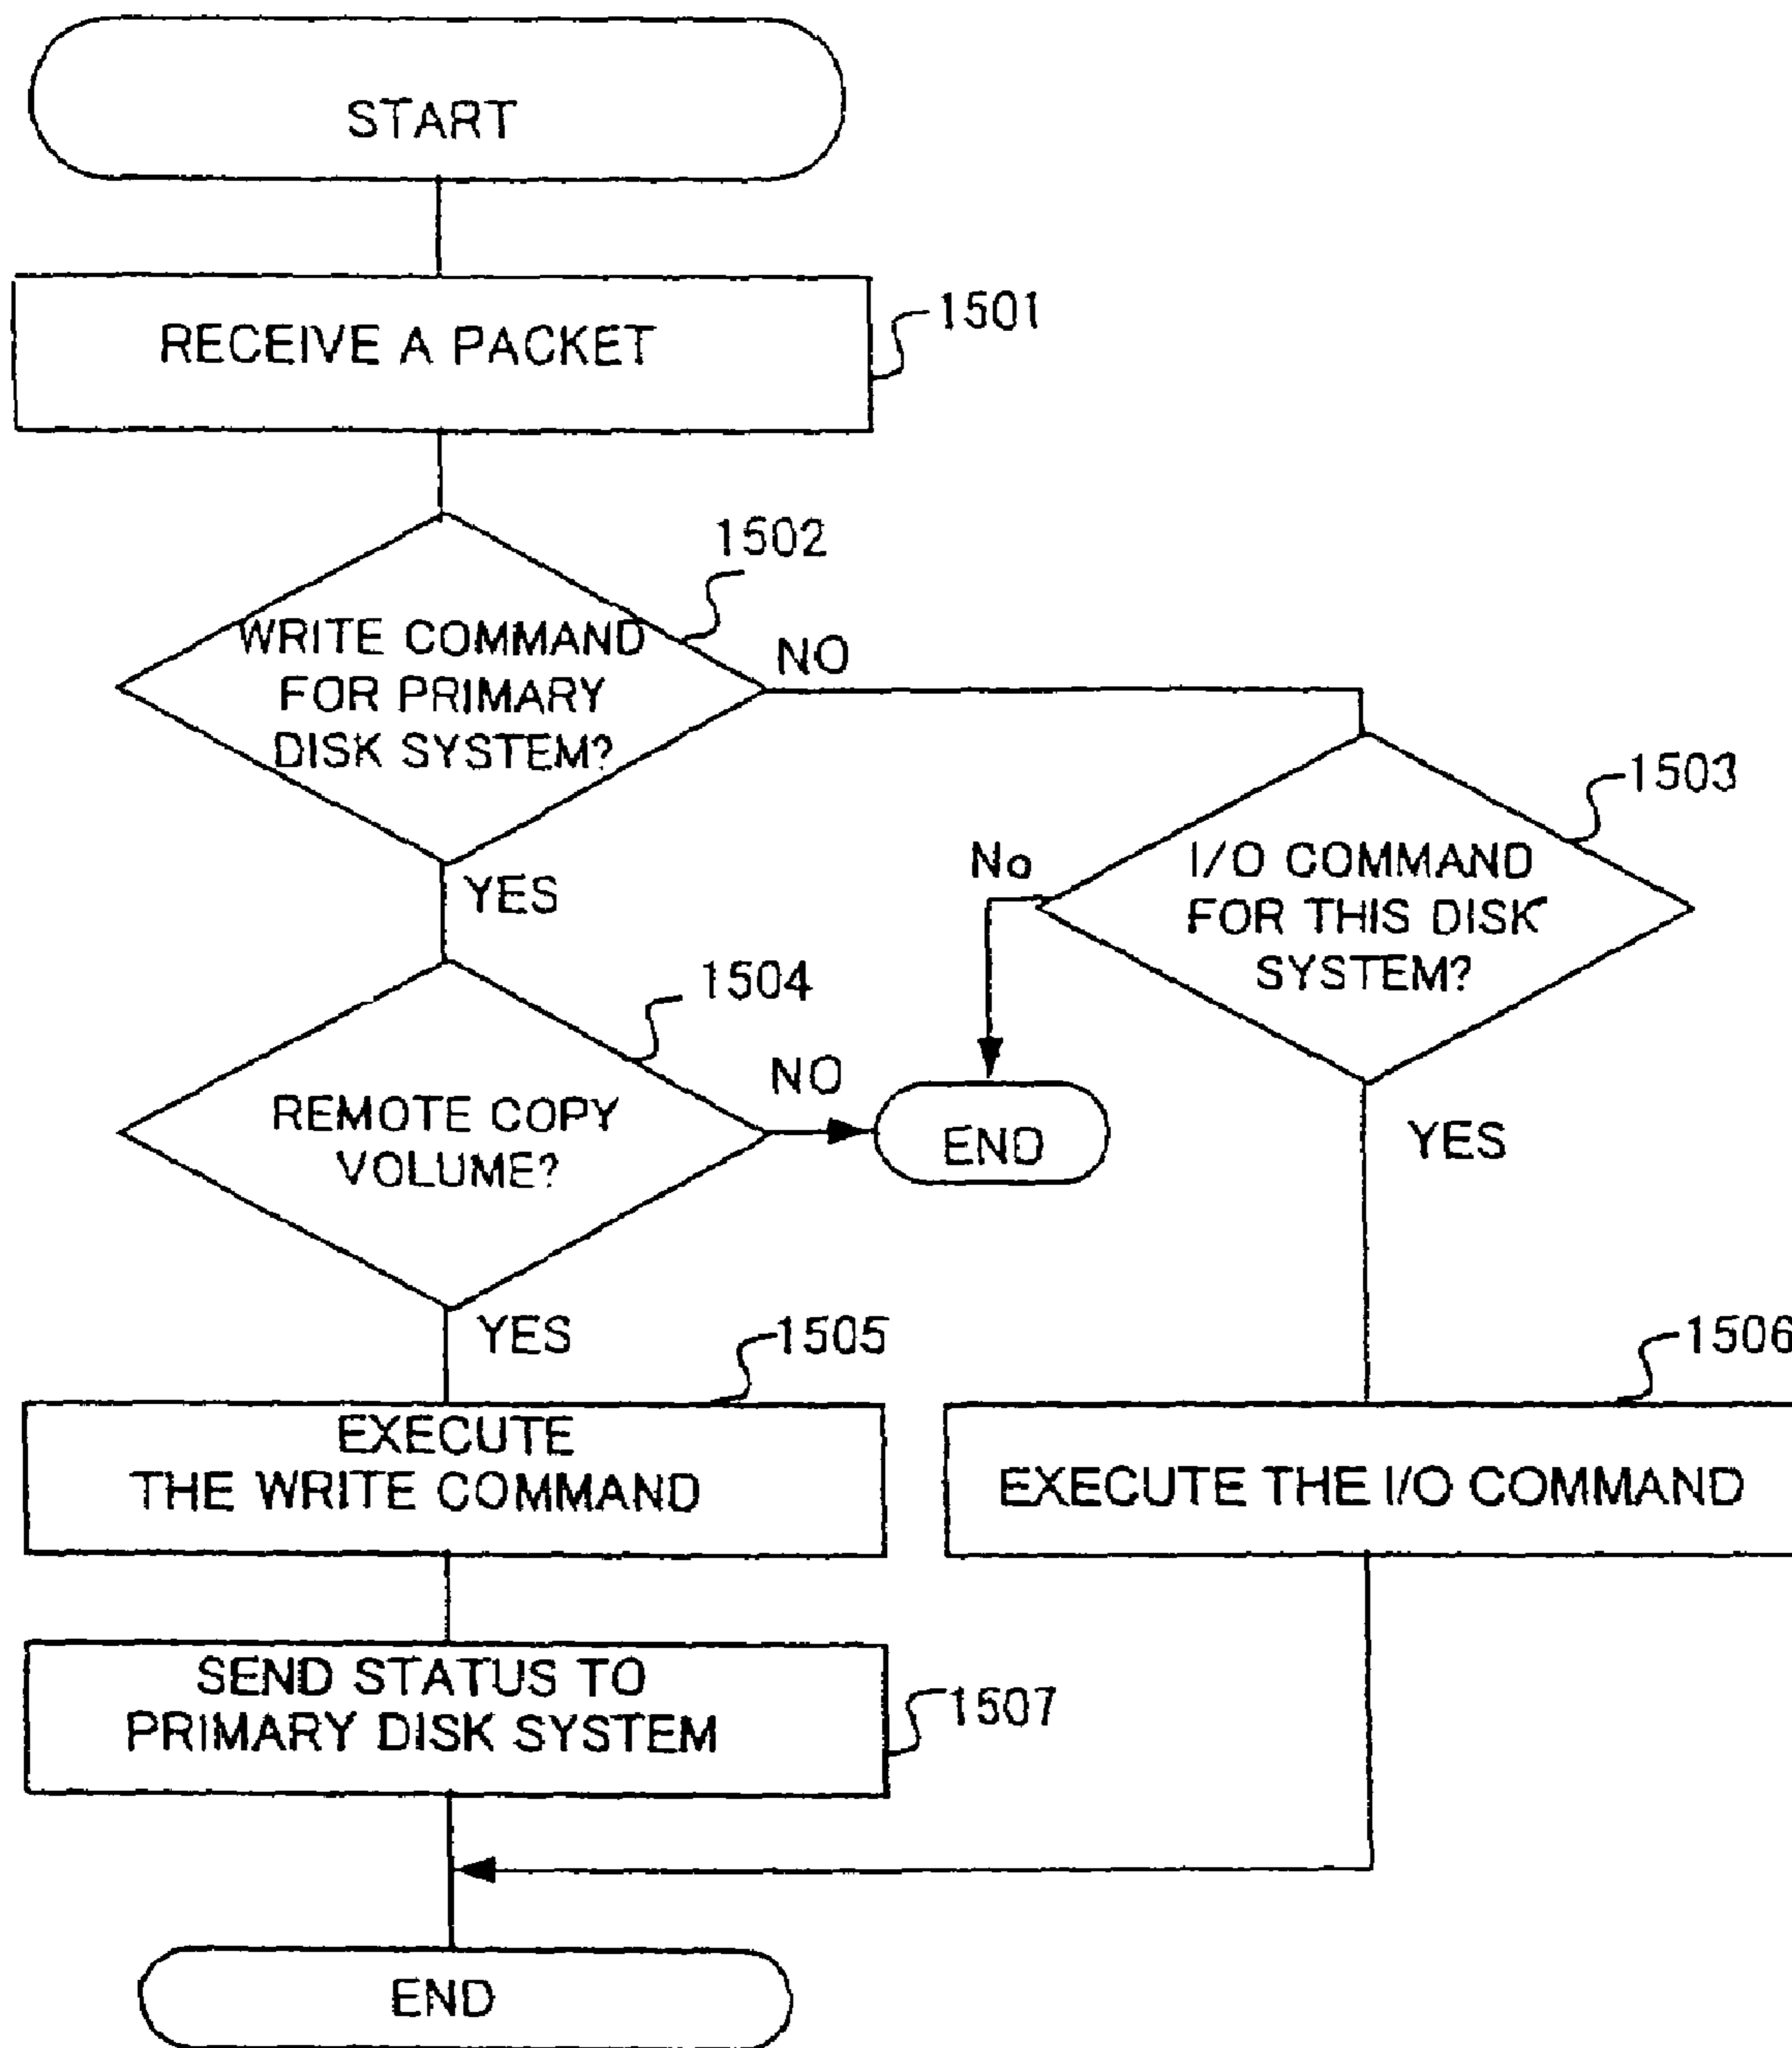 START
RECEIVE A PACKET
1501
1502
WRITE COMMAND
FOR PRIMARY
DISK SYSTEM?
NO
YES
1503
I/O COMMAND
FOR THIS DISK
SYSTEM?
No
YES
1504
REMOTE COPY
VOLUME?
NO
END
YES
1505
EXECUTE
THE WRITE COMMAND
1506
EXECUTE THE I/O COMMAND
SEND STATUS TO
PRIMARY DISK SYSTEM
1507
END